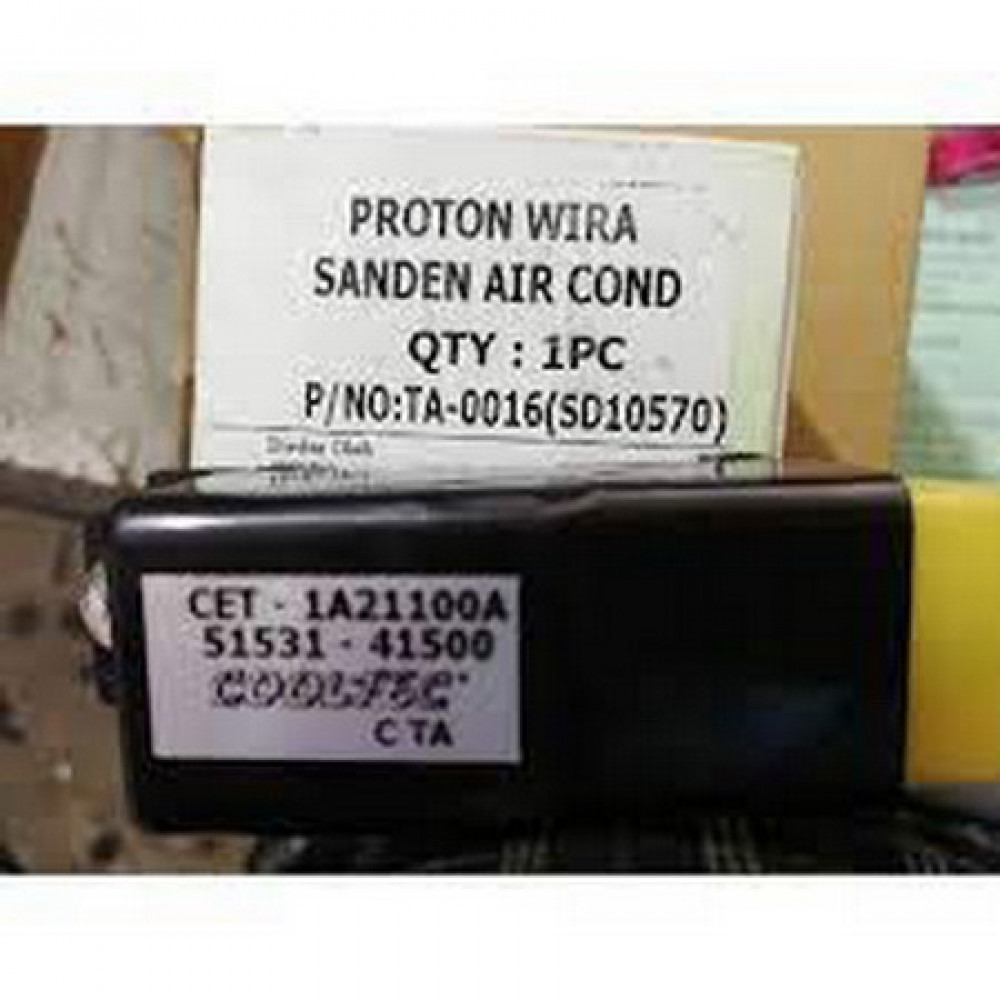 PROTON WIRA
SANDEN AIR COND
QTY : 1PC
P/NO:TA-0016(SD10570)
CET - 1A21100A
51531 - 41500
COOLTEC
C TA